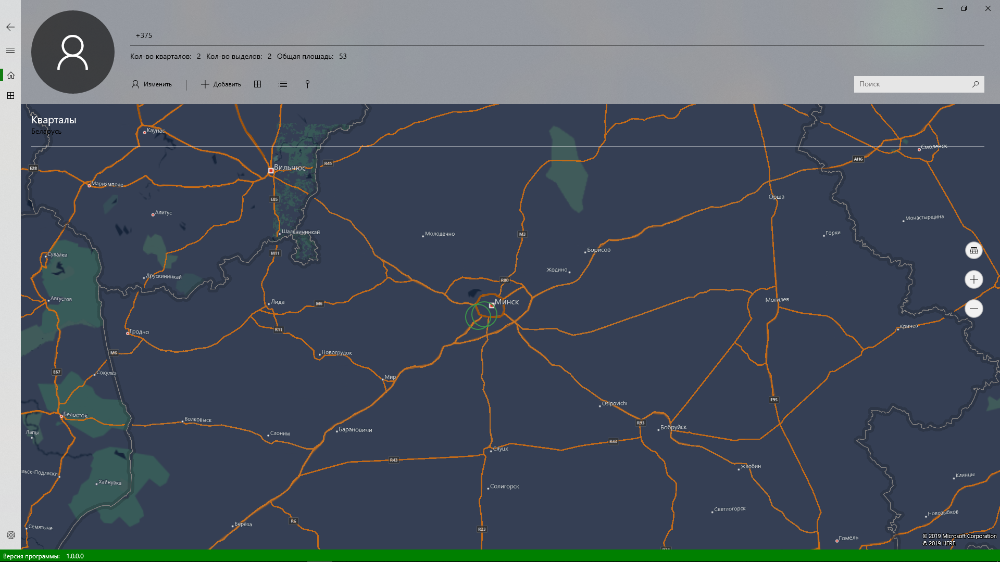 +375
Кол-во кварталов: 2 Кол-во выделов: 2 Общая площадь: 53
Изменить
Добавить
Поиск
Кварталы
Беларусь
Каунас
Смоленск
AH6
R45
E28
Вильнюс
Мариямполе
Орша
E85
Алитус
Монастырщина
Шальчининкай
Молодечно
M3
Горки
Борисов
M11
Сувалки
Жодино
Друскининкай
R80
Августов
Лида
M6
Минск
Могилев
Кричев
R11
Гродно
M6
Новогрудок
E67
Сокулка
Мир
E95
Osipovichi
Белосток
Волковыск
R93
Бобруйск
Барановичи
Лапы
Слоним
R43
Слуцк
R43
Жлобин
льск-Подляски
Клинцы
Хайнувка
Солигорск
Светлогорск
Новозыбков
R6
Берёза
Семятыче
R23
Гомель
© 2019 Microsoft Corporation
© 2019 HERE
Версия программы: 1.0.0.0